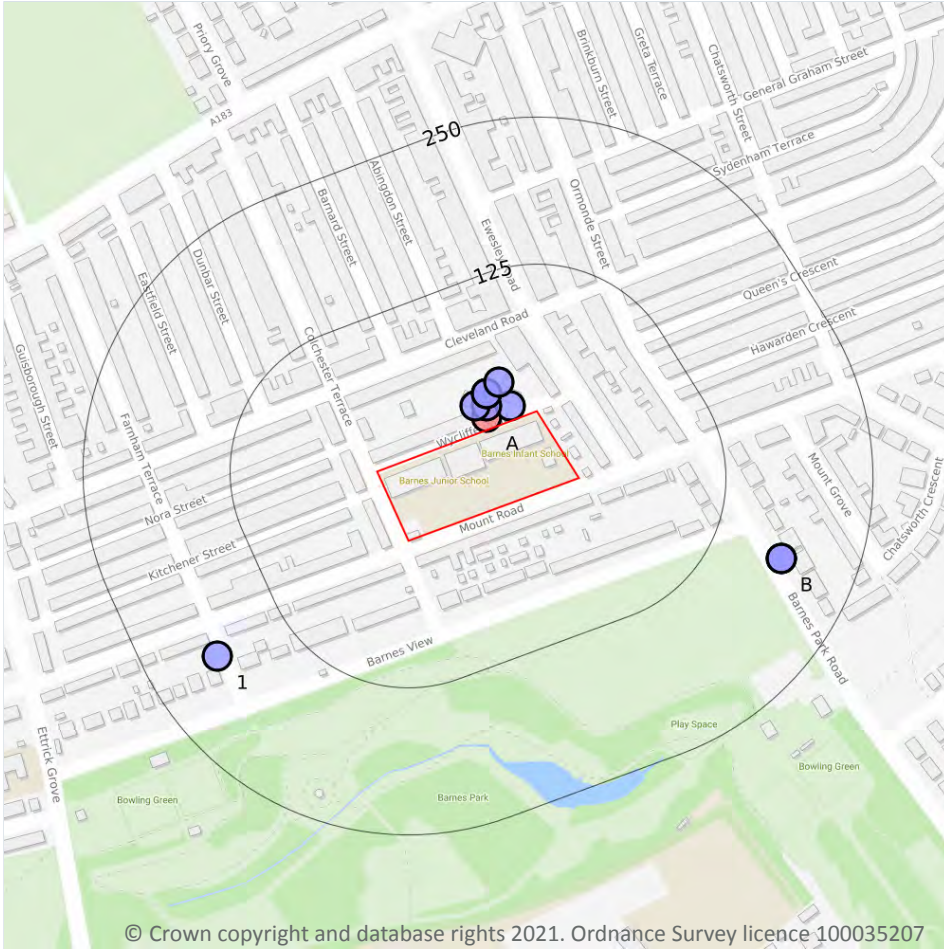 Priory Grove
A183
Brinkburn Street
Greta Terrace
Chatsworth Street
General Graham Street
250
Sydenham Terrace
Abingdon Street
Barnard Street
Ormonde Street
Ewesley Road
Dunbar Street
Eastfield Street
125
Queen's Crescent
Hawarden Crescent
Cleveland Road
Colchester Terrace
Guisborough Street
Farnham Terrace
A
Barnes Infant School
Barnes Junior School
Mount Grove
Chatsworth Crescent
Nora Street
Mount Road
Kitchener Street
B
Barnes Park Road
Barnes View
1
Ettrick Grove
Play Space
Bowling Green
Bowling Green
Barnes Park
© Crown copyright and database rights 2021. Ordnance Survey licence 100035207